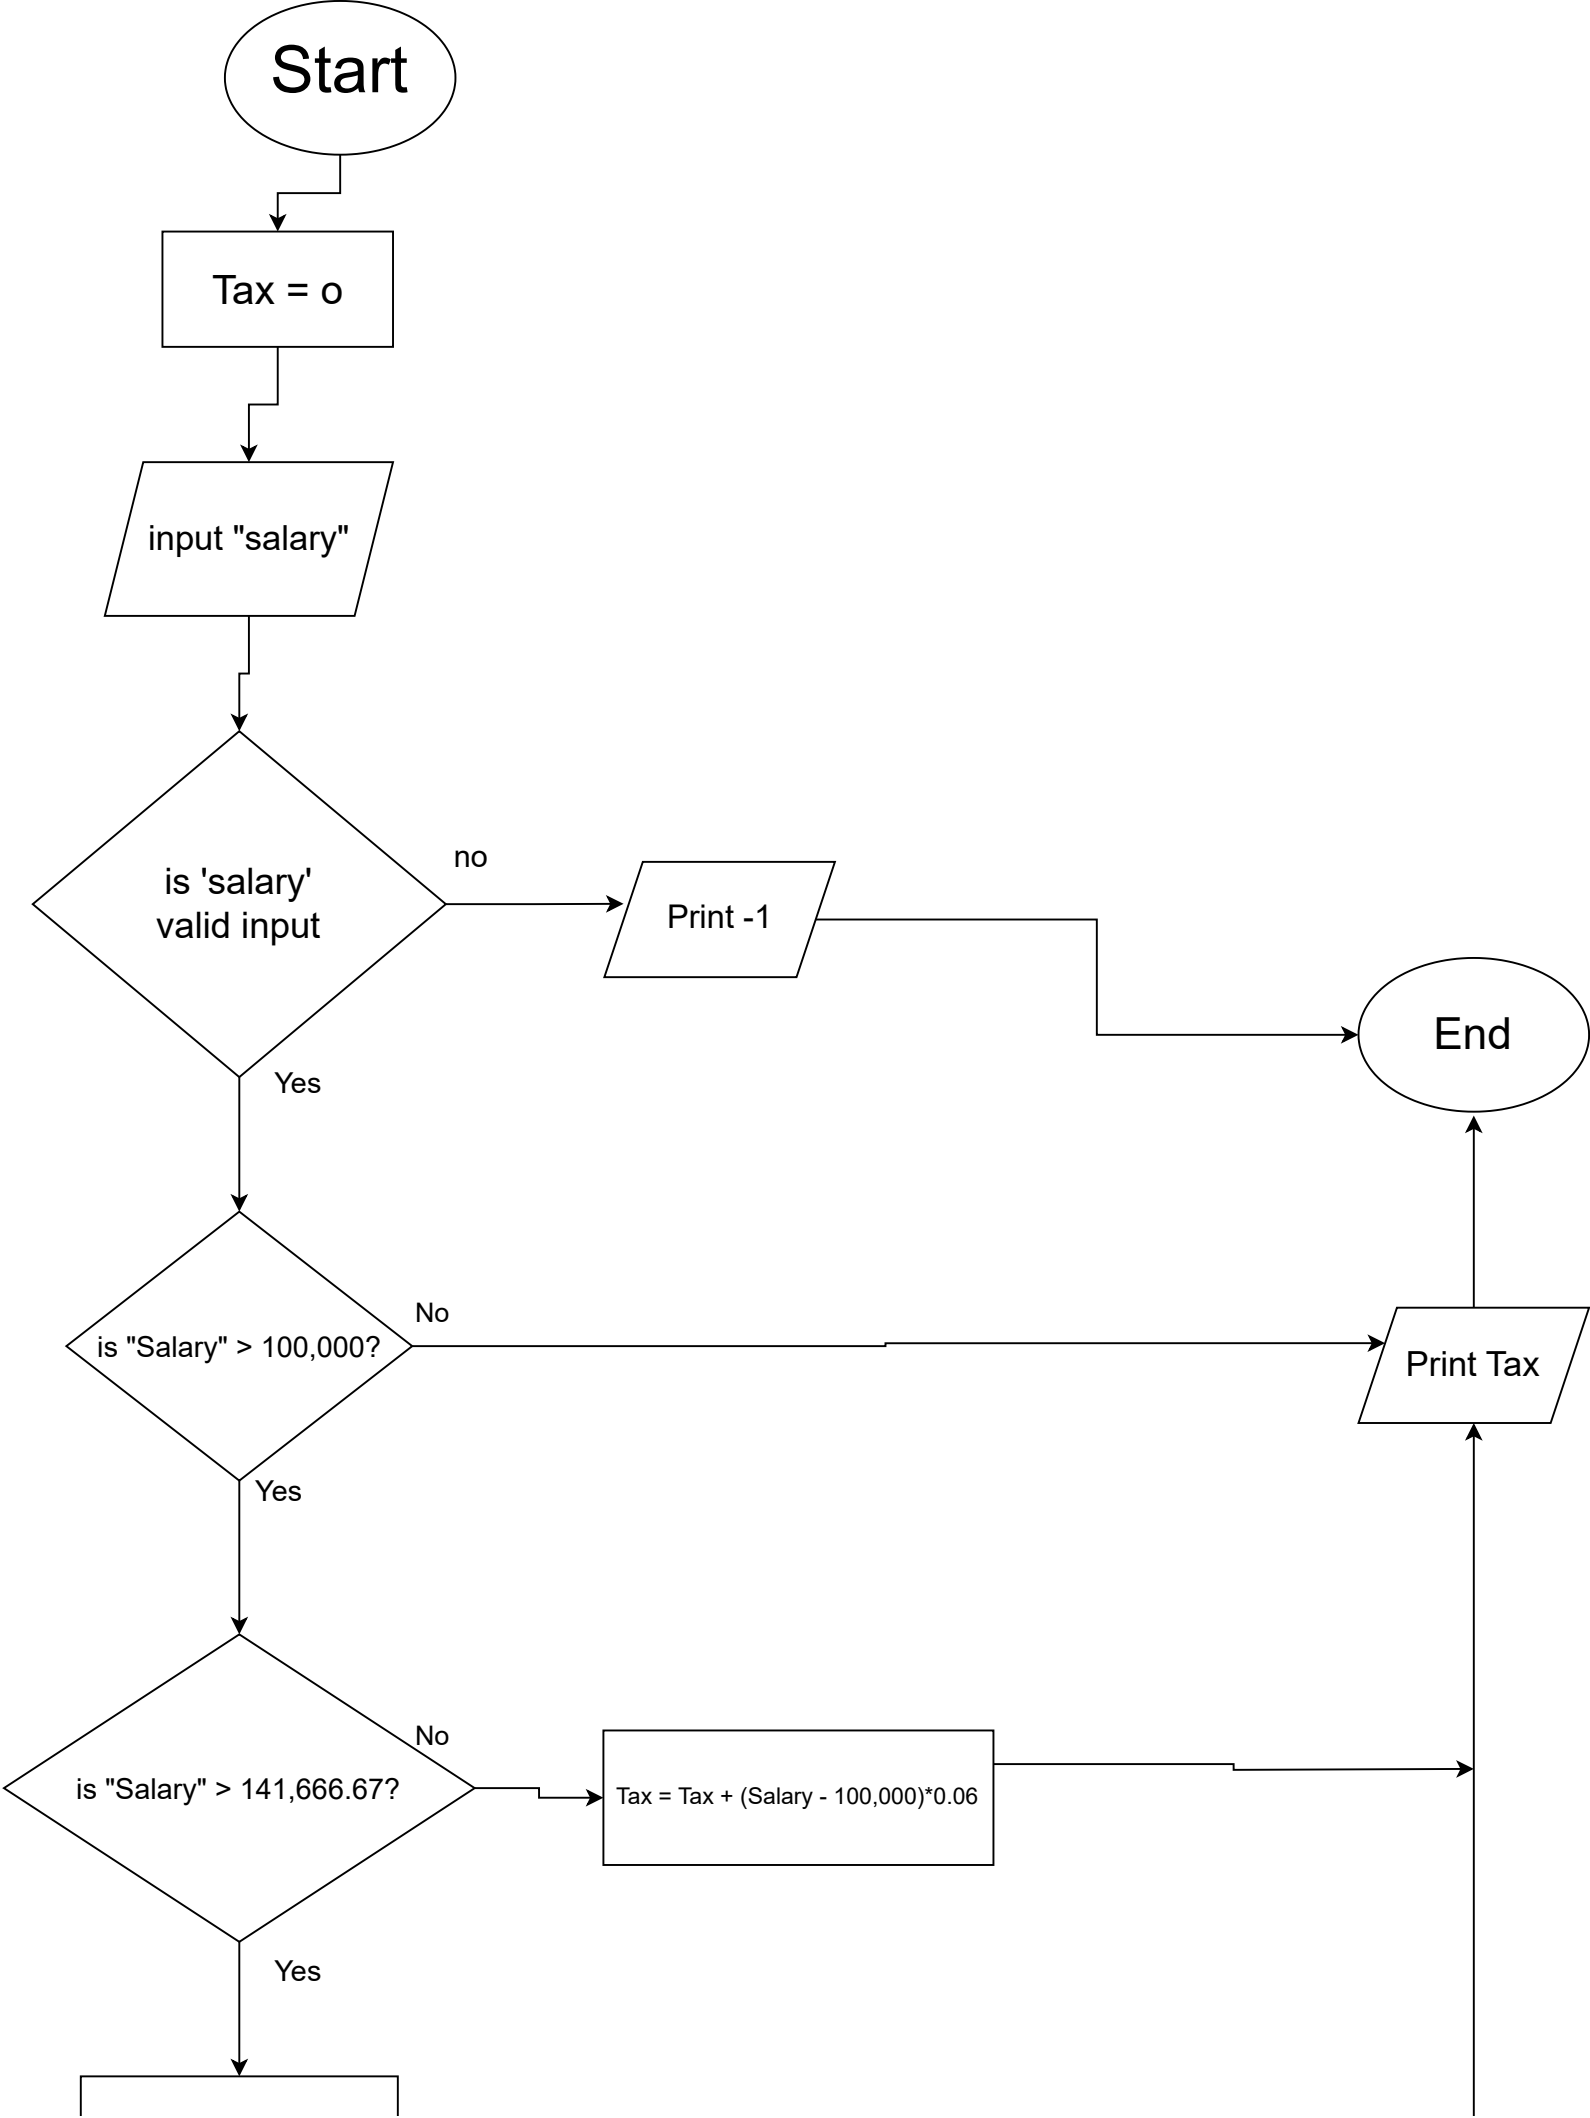 Start
Tax = o
input "salary"
is 'salary'
valid input
no
Print -1
End
Yes
is "Salary" > 100,000?
No
Print Tax
Yes
is "Salary" > 141,666.67?
No
Tax = Tax + (Salary - 100,000)*0.06
Yes